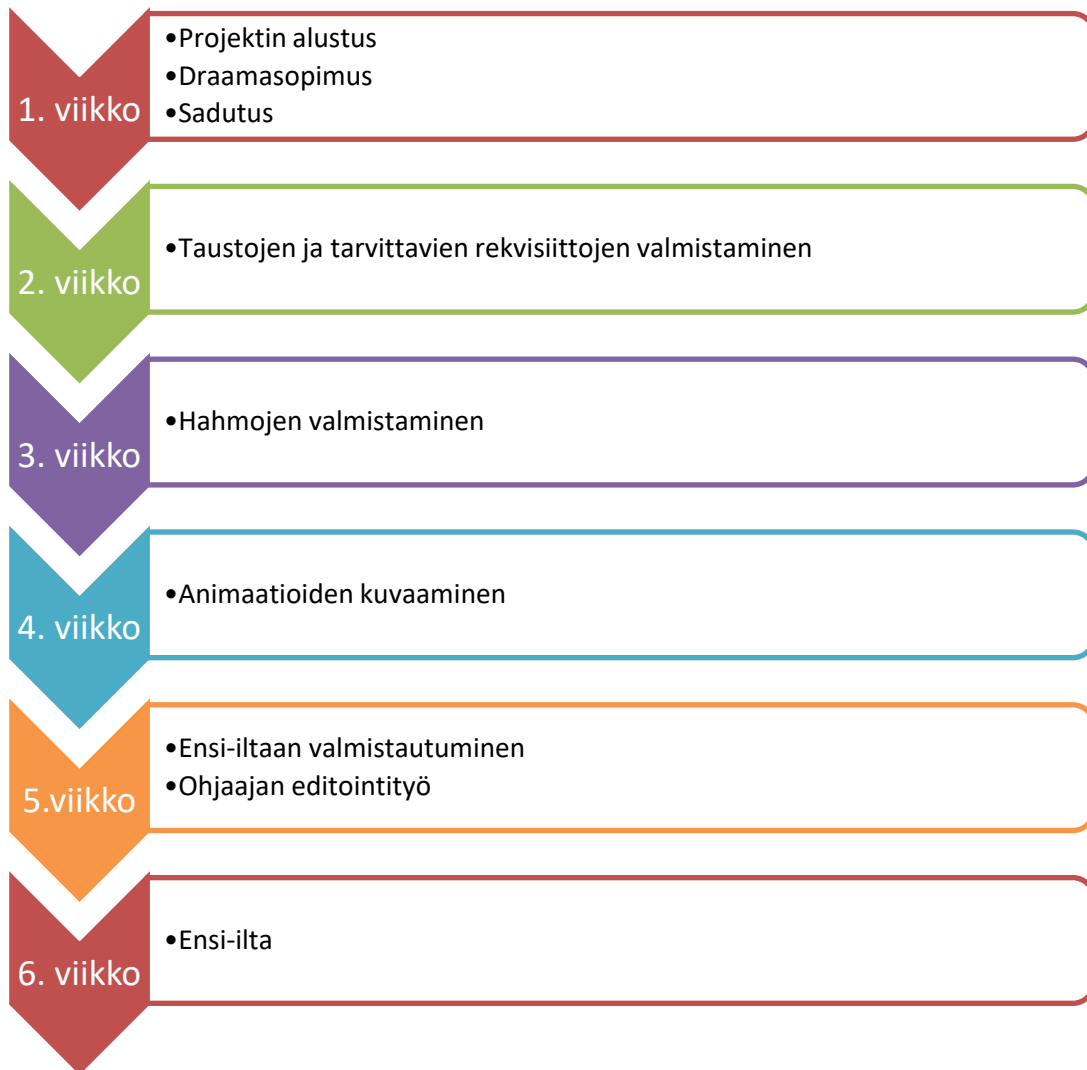 1. viikko
•Projektin alustus
•Draamasopimus
•Sadutus
2. viikko
•Taustojen ja tarvittavien rekvisiittojen valmistaminen
3. viikko
•Hahmojen valmistaminen
4. viikko
•Animaatioiden kuvaaminen
5.viikko
•Ensi-iltaan valmistautuminen
•Ohjaajan editointityö
6. viikko
•Ensi-ilta